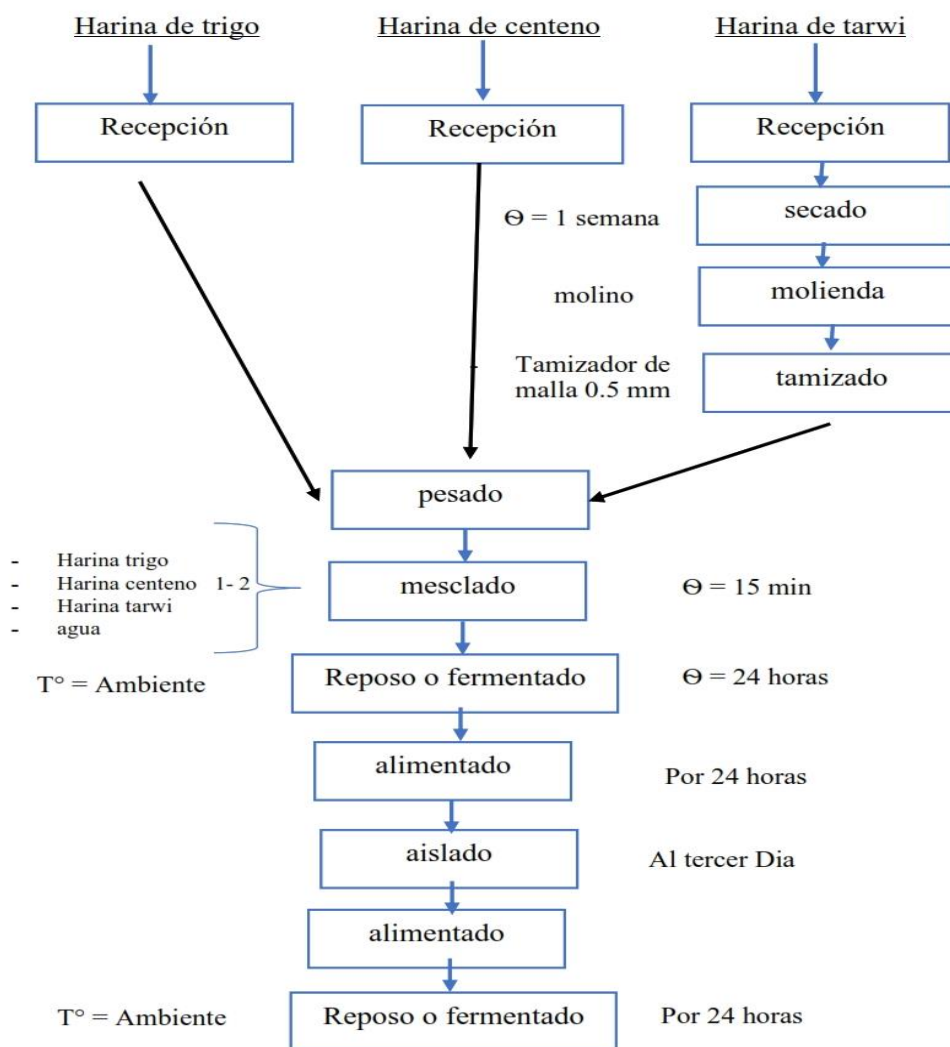 Harina de trigo
Harina de centeno
Harina de tarwi
Recepción
Recepción
Recepción
Θ = 1 semana
secado
molino
molienda
- Tamizador de
malla 0.5 mm
tamizado
pesado
- Harina trigo
- Harina centeno 1- 2
- Harina tarwi
- agua
mesclado
Θ = 15 min
T° = Ambiente
Reposo o fermentado
Θ = 24 horas
alimentado
Por 24 horas
aislado
Al tercer Dia
alimentado
T° = Ambiente
Reposo o fermentado
Por 24 horas